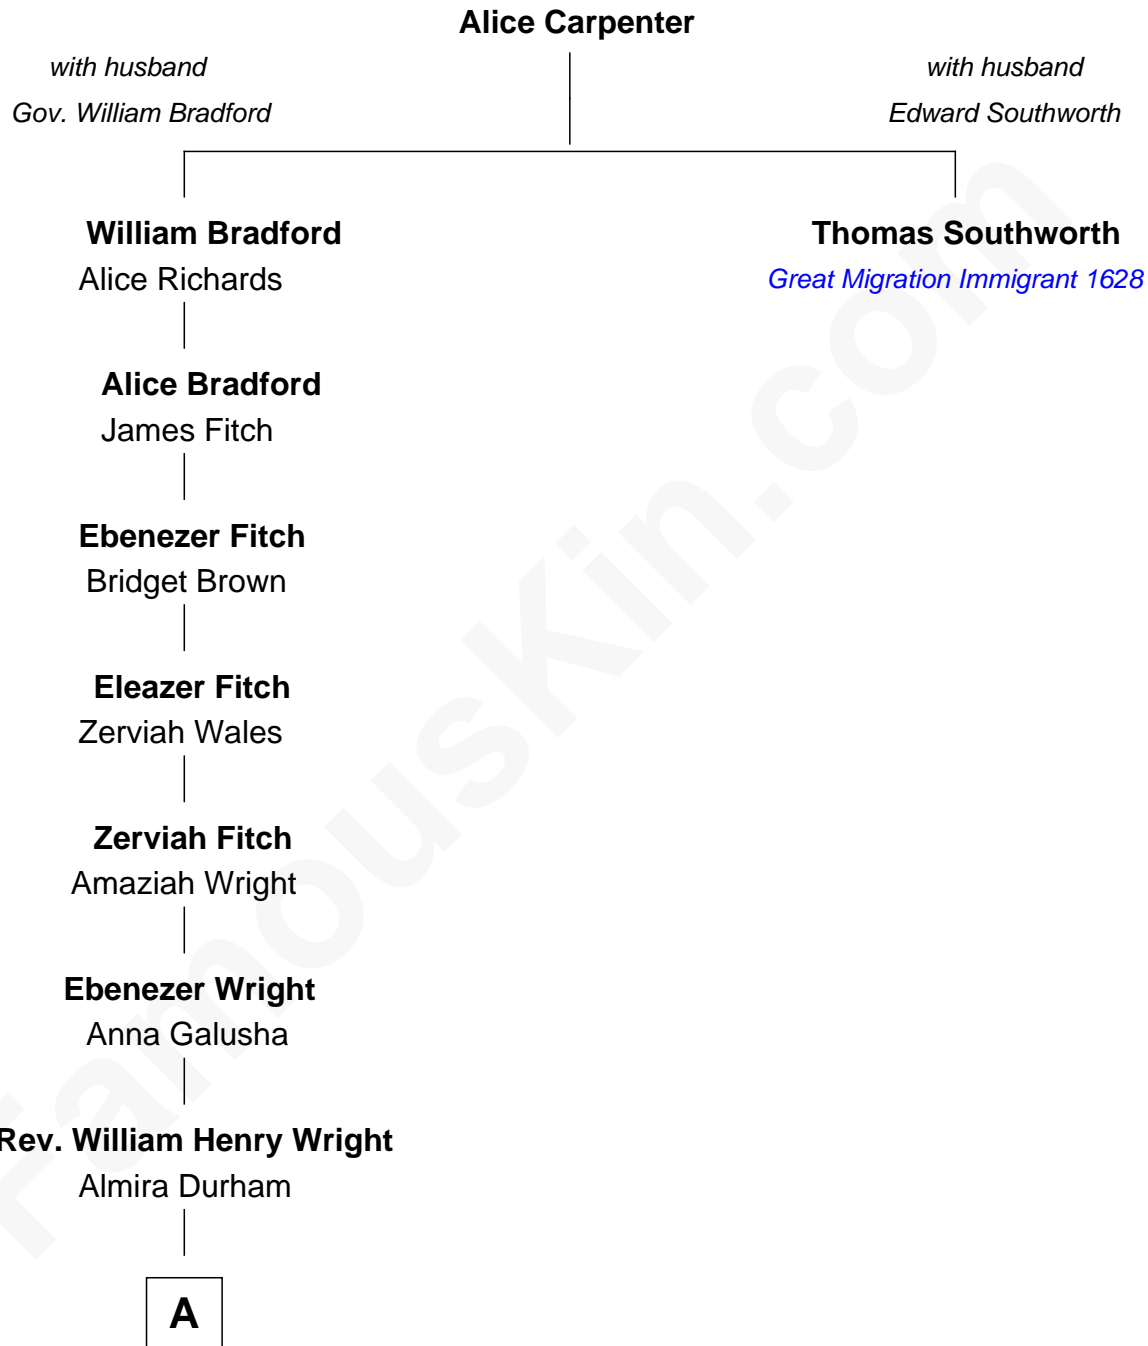 Alice Carpenter
with husband
Gov. William Bradford
with husband
Edward Southworth
William Bradford
Alice Richards
Thomas Southworth
Great Migration Immigrant 1628
Alice Bradford
James Fitch
Ebenezer Fitch
Bridget Brown
Eleazer Fitch
Zerviah Wales
Zerviah Fitch
Amaziah Wright
Ebenezer Wright
Anna Galusha
Rev. William Henry Wright
Almira Durham
A
FamousKin.com